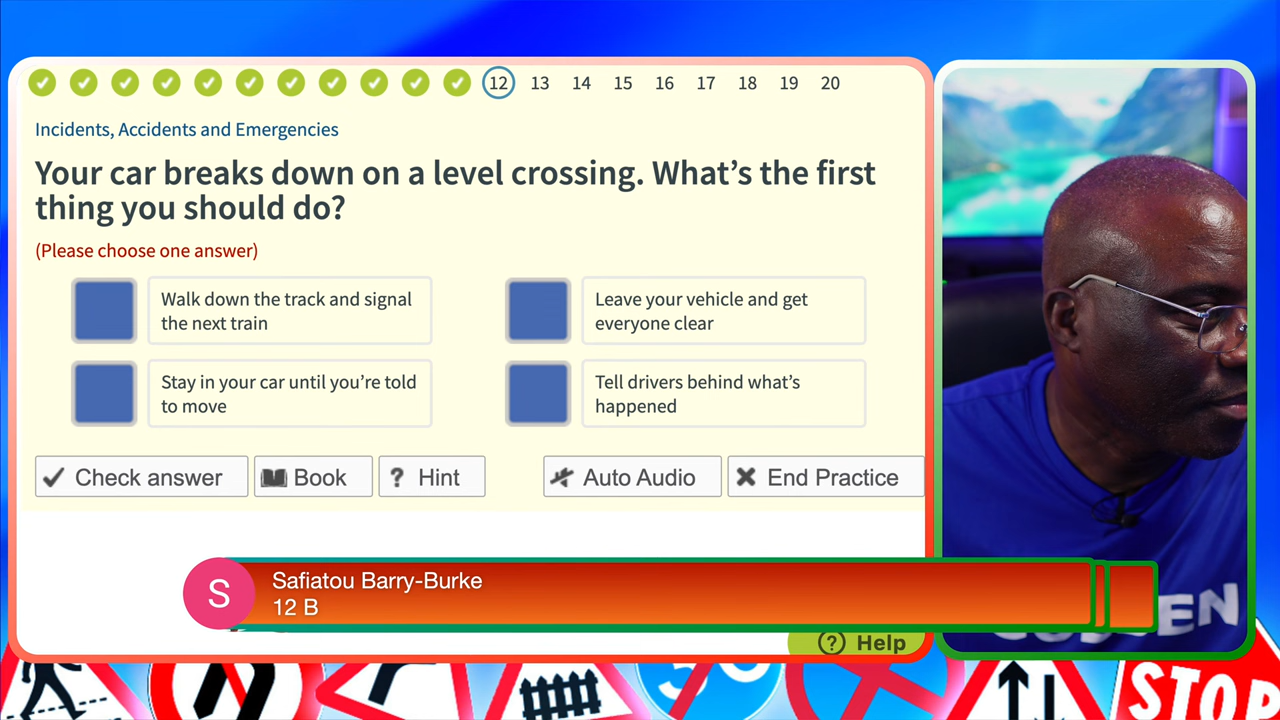 12 13 14 15 16 17 18 19 20
Incidents, Accidents and Emergencies
Your car breaks down on a level crossing. What’s the first
thing you should do?
(Please choose one answer)
Walk down the track and signal
the next train
Leave your vehicle and get
everyone clear
Stay in your car until you’re told
to move
Tell drivers behind what’s
happened
Check answer
Book
? Hint
Auto Audio
End Practice
S
Safiatou Barry-Burke
12 B
? Help
STOP